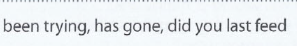 been trying, has gone, did you last feed